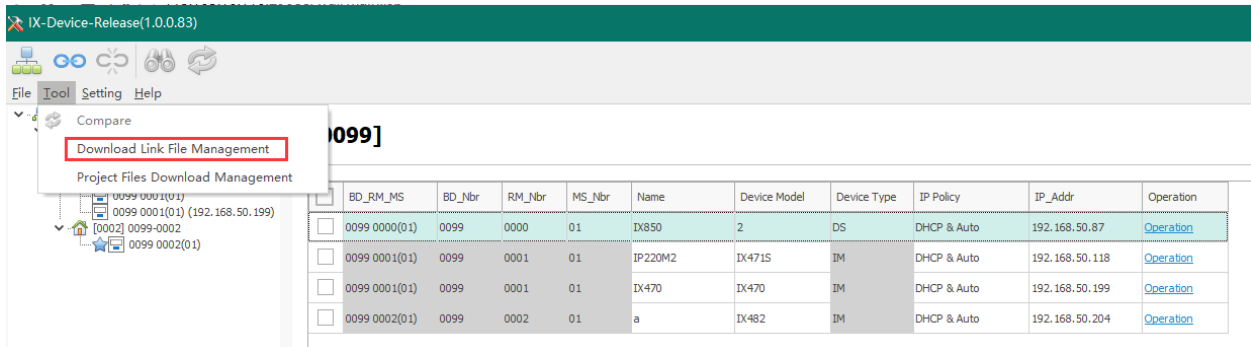 IX-Device-Release(1.0.0.83)
File Tool Setting Help
Compare
Download Link File Management
Project Files Download Management
0099]
0099 0001(01)
0099 0001(01) (192.168.50.199)
[0002] 0099-0002
0099 0002(01)
BD_RM_MS BD_Nbr RM_Nbr MS_Nbr Name Device Model Device Type IP Policy IP_Addr Operation
0099 0000(01) 0099 0000 01 IX850 2 DS DHCP & Auto 192.168.50.87 Operation
0099 0001(01) 0099 0001 01 IP220M2 IX471S IM DHCP & Auto 192.168.50.118 Operation
0099 0001(01) 0099 0001 01 IX470 IX470 IM DHCP & Auto 192.168.50.199 Operation
0099 0002(01) 0099 0002 01 a IX482 IM DHCP & Auto 192.168.50.204 Operation